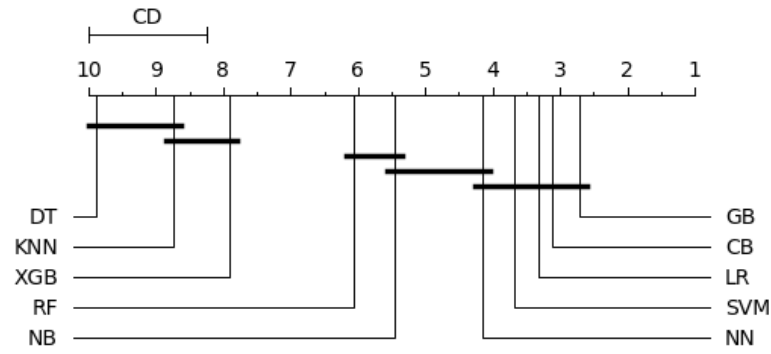 CD
10 9 8 7 6 5 4 3 2 1
DT GB
KNN CB
XGB LR
RF SVM
NB NN